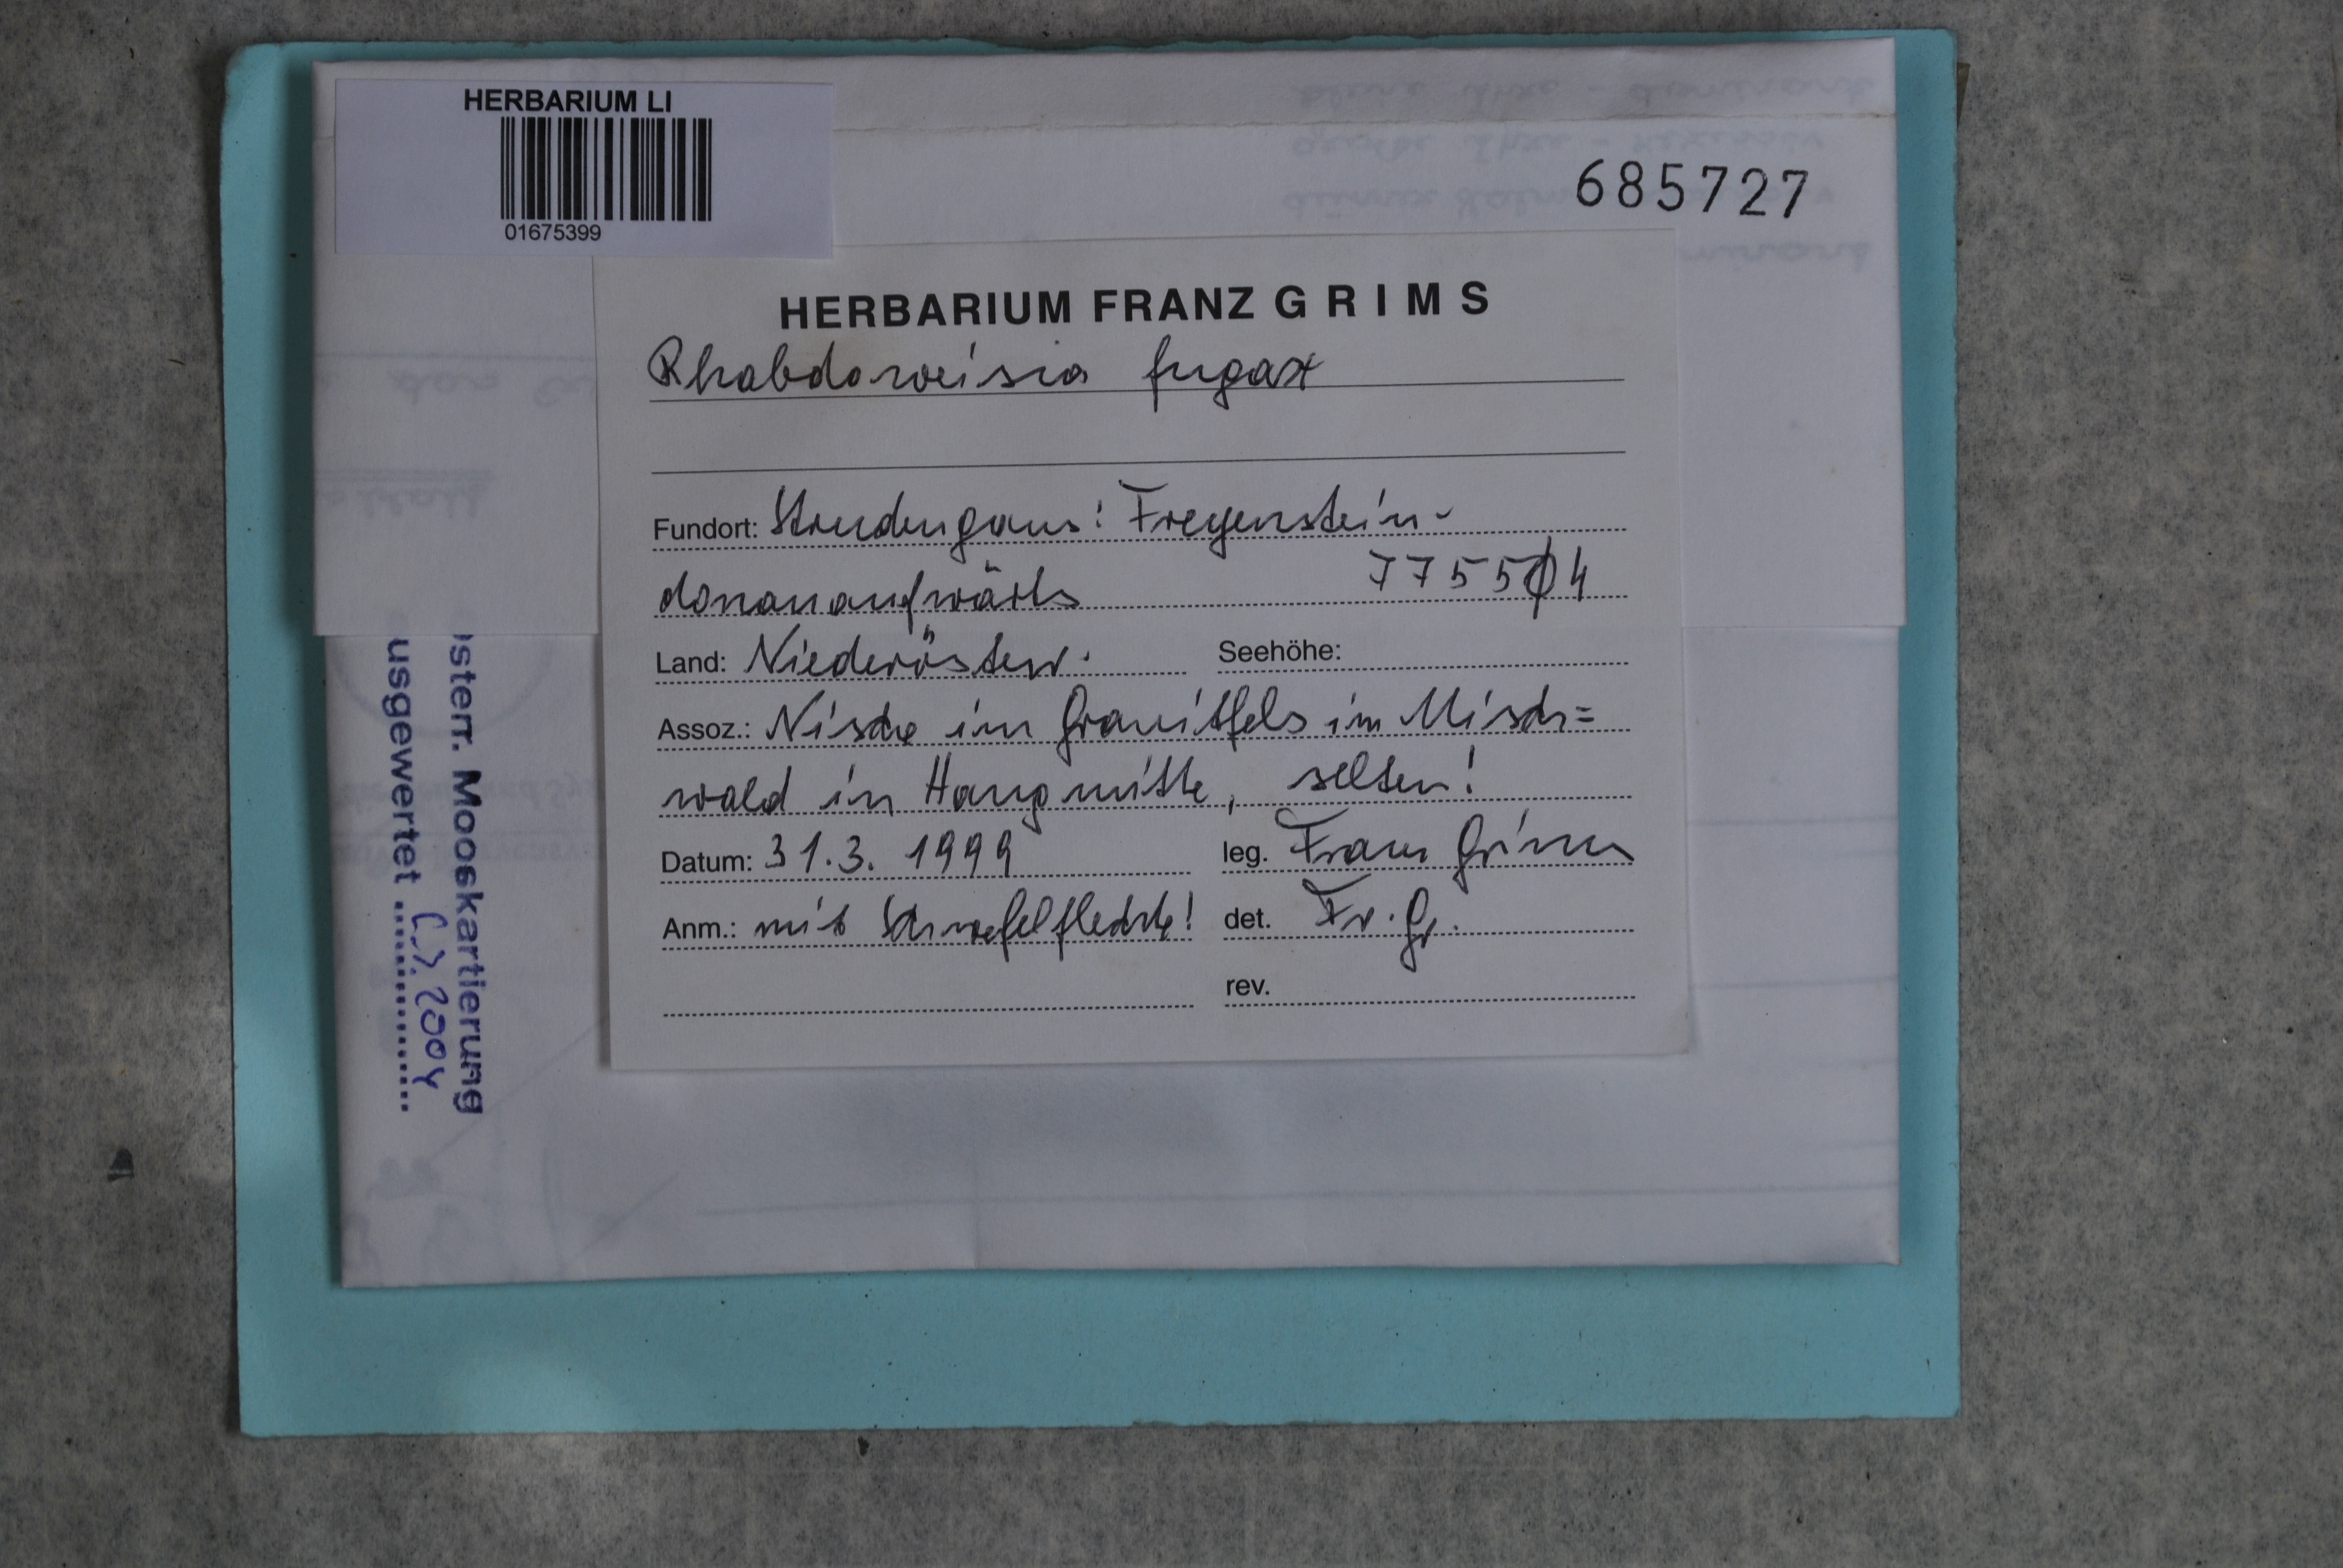 HERBARIUM LI
01675399
685727
HERBARIUM FRANZ GRIMS
Rhabdoweisia fugax
Fundort: Strudengau: Freyenstein-
donauaufwärts 7755/4
Land: Niederösterr. Seehöhe:
Assoz.: Nische im Granitfels im Misch=
wald in Hangmitte, selten!
Datum: 31.3. 1999 leg. Franz Grims
Anm.: mit Schwefelflechte! det. Fr. Gr.
rev.
sterr. Mooskartierung
usgewertet 2004